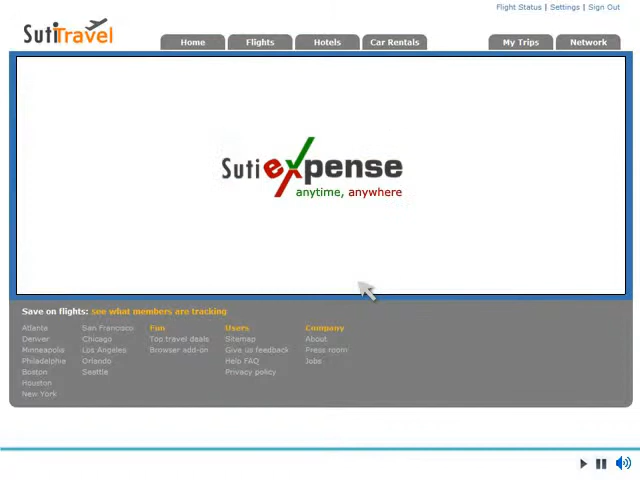 Flight Status | Settings | Sign Out
SutiTravel
Home Flights Hotels Car Rentals My Trips Network
Suti expense
anytime, anywhere
Save on flights: see what members are tracking
Atlanta San Francisco Fun Users Company
Denver Chicago Top travel deals Sitemap About
Minneapolis Los Angeles Browser add-on Give us feedback Press room
Philadelphia Orlando Help FAQ Jobs
Boston Seattle Privacy policy
Houston
New York